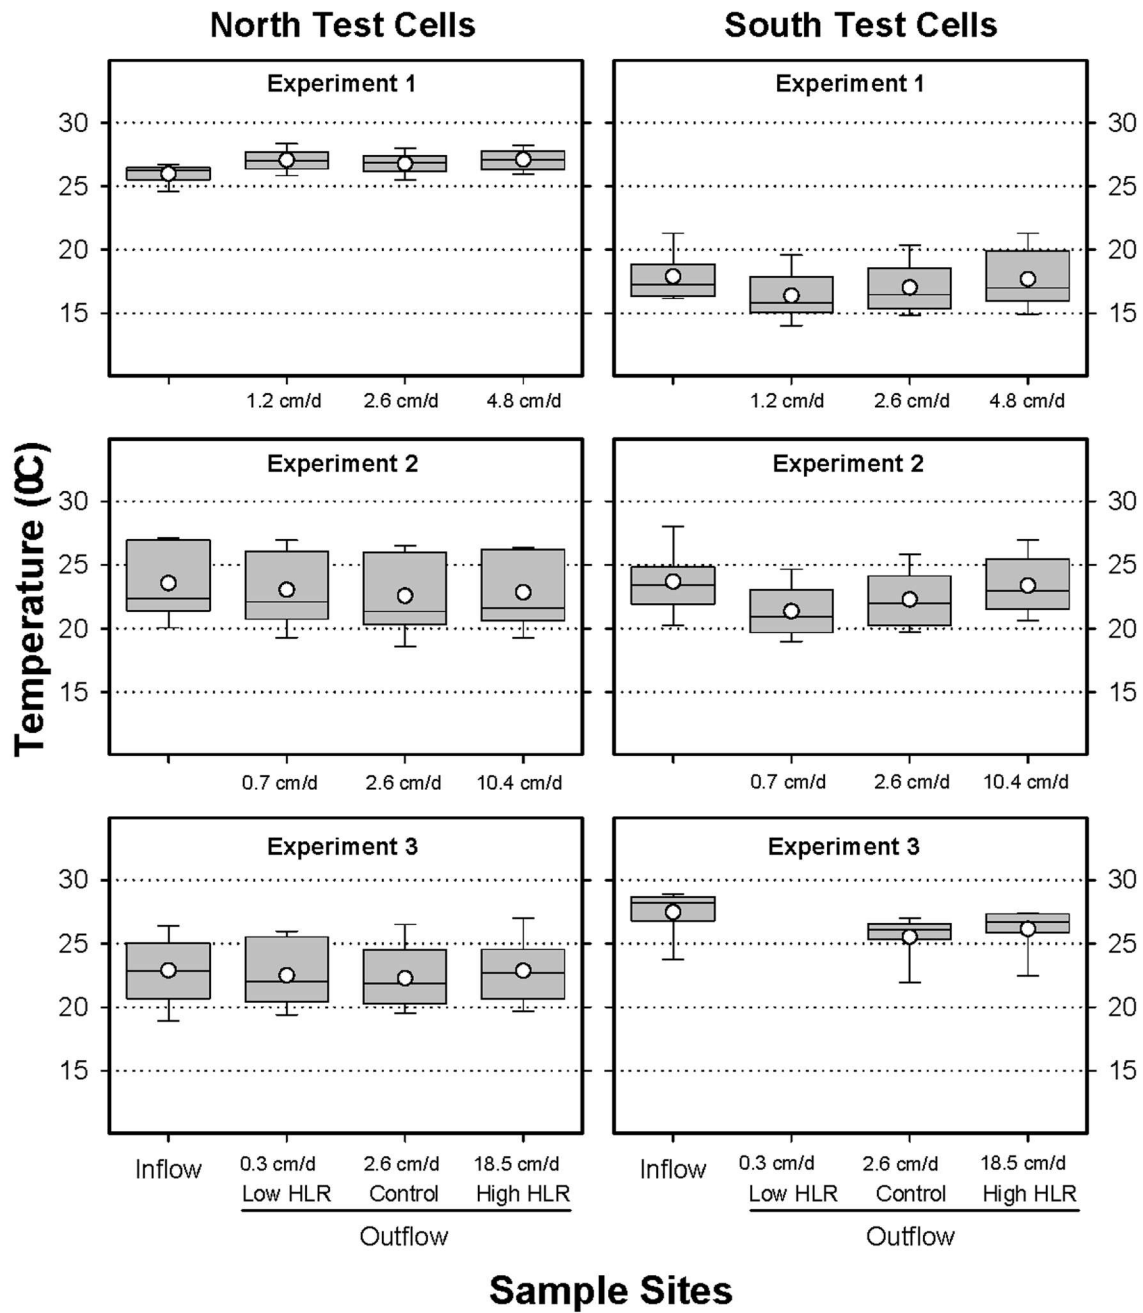 North Test Cells South Test Cells
Experiment 1 Experiment 1
30 30
25 25
20 20
15 15
1.2 cm/d 2.6 cm/d 4.8 cm/d 1.2 cm/d 2.6 cm/d 4.8 cm/d
Temperature (0C)
Experiment 2 Experiment 2
30 30
25 25
20 20
15 15
0.7 cm/d 2.6 cm/d 10.4 cm/d 0.7 cm/d 2.6 cm/d 10.4 cm/d
Experiment 3 Experiment 3
30 30
25 25
20 20
15 15
Inflow 0.3 cm/d 2.6 cm/d 18.5 cm/d Inflow 0.3 cm/d 2.6 cm/d 18.5 cm/d
Low HLR Control High HLR Low HLR Control High HLR
Outflow Outflow
Sample Sites